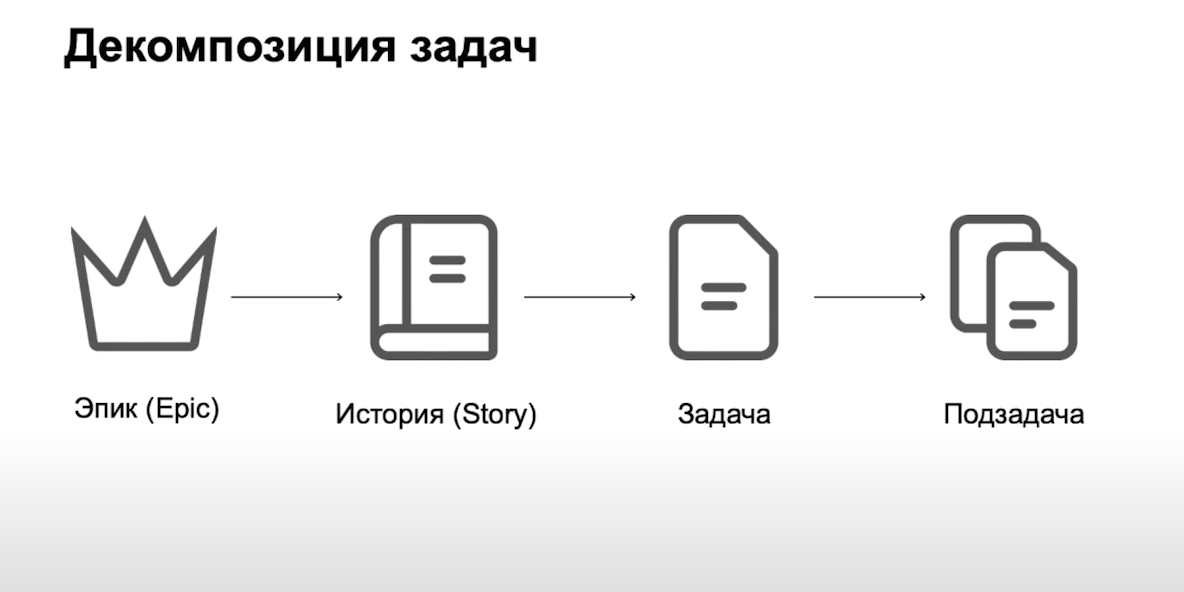 Декомпозиция задач
Эпик (Epic)
История (Story)
Задача
Подзадача